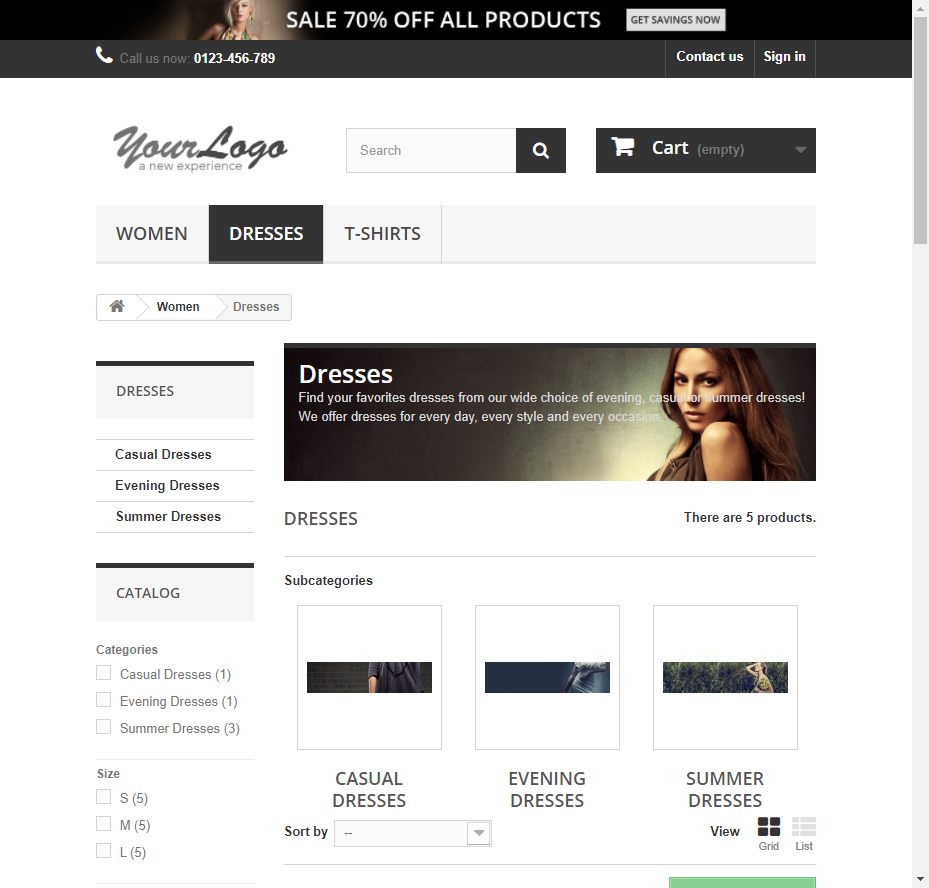 SALE 70% OFF ALL PRODUCTS GET SAVINGS NOW
Call us now: 0123-456-789 Contact us Sign in
YourLogo
a new experience
Search
Cart (empty)
WOMEN DRESSES T-SHIRTS
Women Dresses
DRESSES
Casual Dresses
Evening Dresses
Summer Dresses
CATALOG
Categories
Casual Dresses (1)
Evening Dresses (1)
Summer Dresses (3)
Size
S (5)
M (5)
L (5)
Dresses
Find your favorites dresses from our wide choice of evening, casual or summer dresses!
We offer dresses for every day, every style and every occasion.
DRESSES There are 5 products.
Subcategories
CASUAL
DRESSES
EVENING
DRESSES
SUMMER
DRESSES
Sort by -- View Grid List